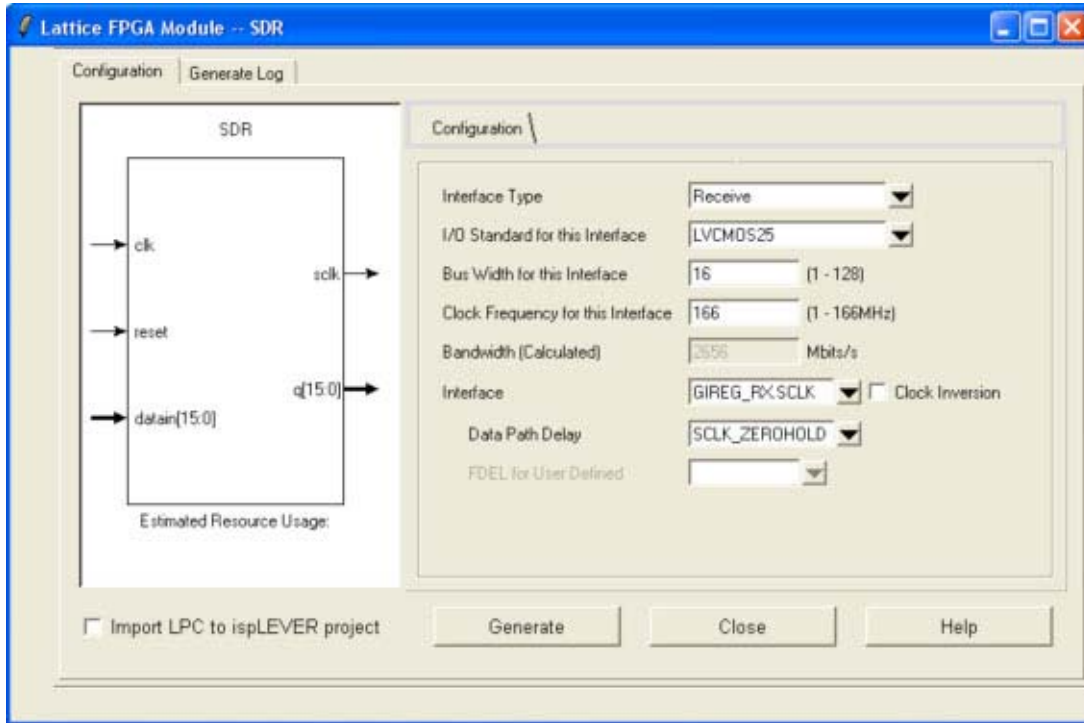 Lattice FPGA Module -- SDR
Configuration
Generate Log
SDR
clk
reset
datain[15:0]
sclk
q[15:0]
Estimated Resource Usage:
Configuration
Interface Type Receive
I/O Standard for this Interface LVCMOS25
Bus Width for this Interface 16 (1 - 128)
Clock Frequency for this Interface 166 (1 - 166MHz)
Bandwidth (Calculated) 2656 Mbits/s
Interface GIREG_RX.SCLK Clock Inversion
Data Path Delay SCLK_ZEROHOLD
FDEL for User Defined
Import LPC to ispLEVER project
Generate
Close
Help